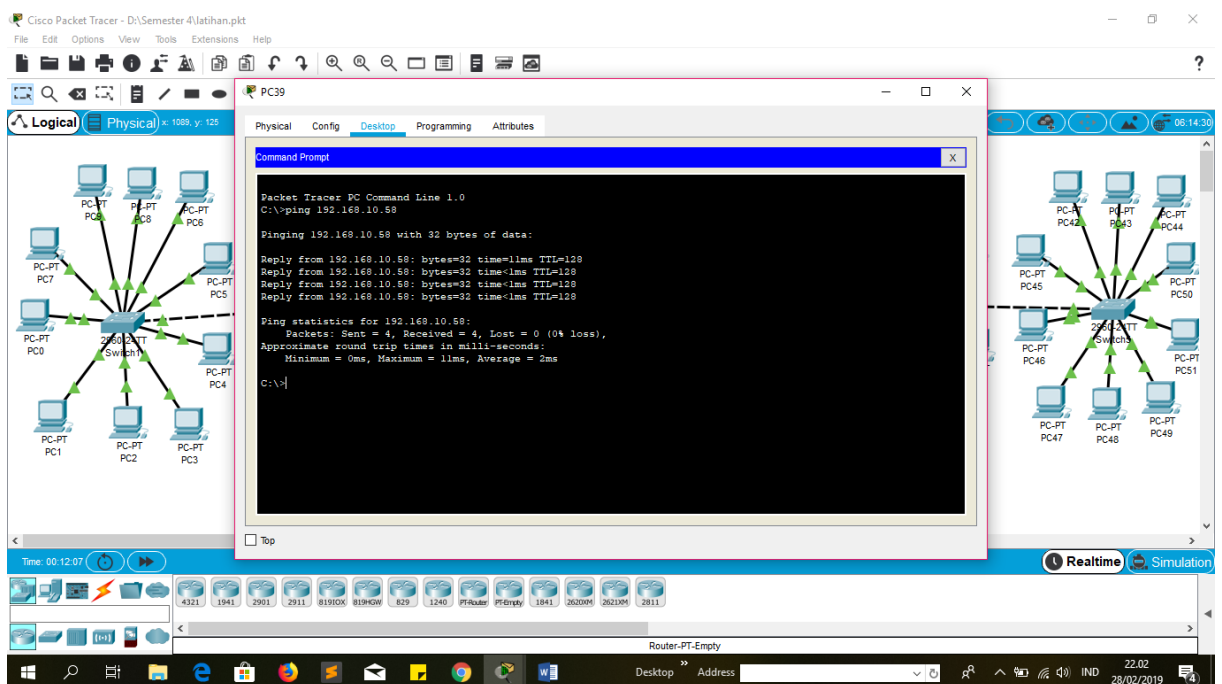 Cisco Packet Tracer - D:\Semester 4\latihan.pkt
File Edit Options View Tools Extensions Help
?
Logical
Physical
x: 1089, y: 125
06:14:30
PC39
Physical Config Desktop Programming Attributes
Command Prompt
X
Packet Tracer PC Command Line 1.0
C:\>ping 192.168.10.58
Pinging 192.168.10.58 with 32 bytes of data:
Reply from 192.168.10.58: bytes=32 time=11ms TTL=128
Reply from 192.168.10.58: bytes=32 time<1ms TTL=128
Reply from 192.168.10.58: bytes=32 time<1ms TTL=128
Reply from 192.168.10.58: bytes=32 time<1ms TTL=128
Ping statistics for 192.168.10.58:
Packets: Sent = 4, Received = 4, Lost = 0 (0% loss),
Approximate round trip times in milli-seconds:
Minimum = 0ms, Maximum = 11ms, Average = 2ms
C:\>
Top
PC-PT
PC9
PC-PT
PC8
PC-PT
PC6
PC-PT
PC7
PC-PT
PC5
PC-PT
PC0
2960-24TT
Switch1
PC-PT
PC4
PC-PT
PC1
PC-PT
PC2
PC-PT
PC3
PC-PT
PC42
PC-PT
PC43
PC-PT
PC44
PC-PT
PC45
PC-PT
PC50
2960-24TT
PC-PT
PC46
PC-PT
PC51
PC-PT
PC47
PC-PT
PC48
PC-PT
PC49
Time: 00:12:07
Realtime
Simulation
4321 1941 2901 2911 819IOX 819HGW 829 1240 PT-Router PT-Empty 1841 2620XM 2621XM 2811
Router-PT-Empty
Desktop Address
IND
22.02
28/02/2019
4